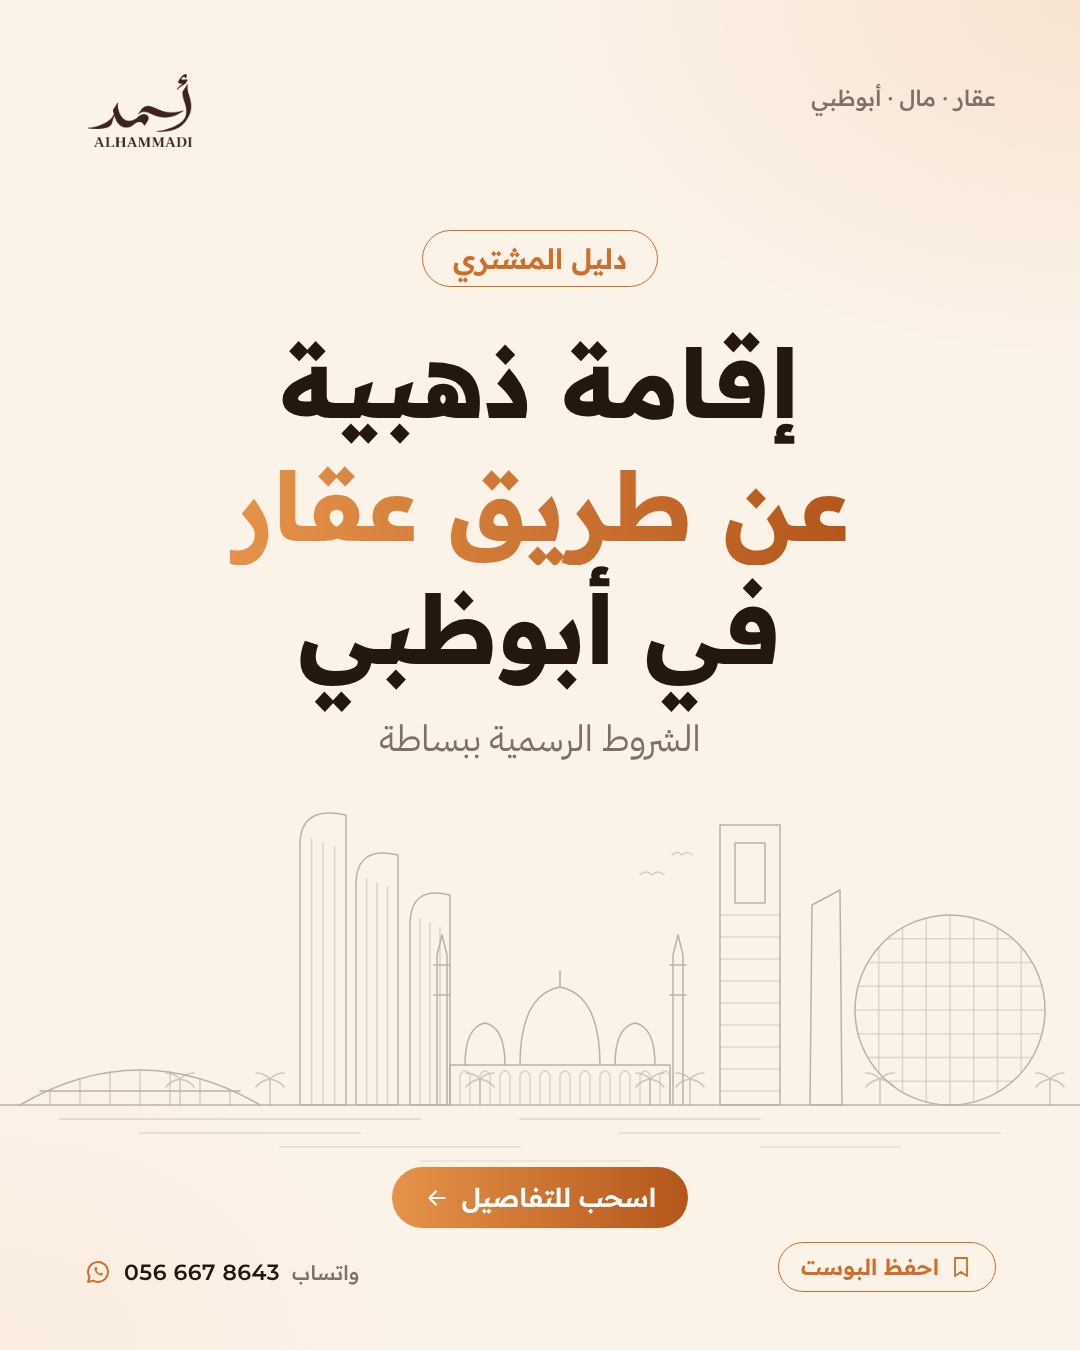 عقار · مال · أبوظبي
أحمد
ALHAMMADI
دليل المشتري
إقامة ذهبية
عن طريق عقار
في أبوظبي
الشروط الرسمية ببساطة
اسحب للتفاصيل ←
احفظ البوست
واتساب 056 667 8643